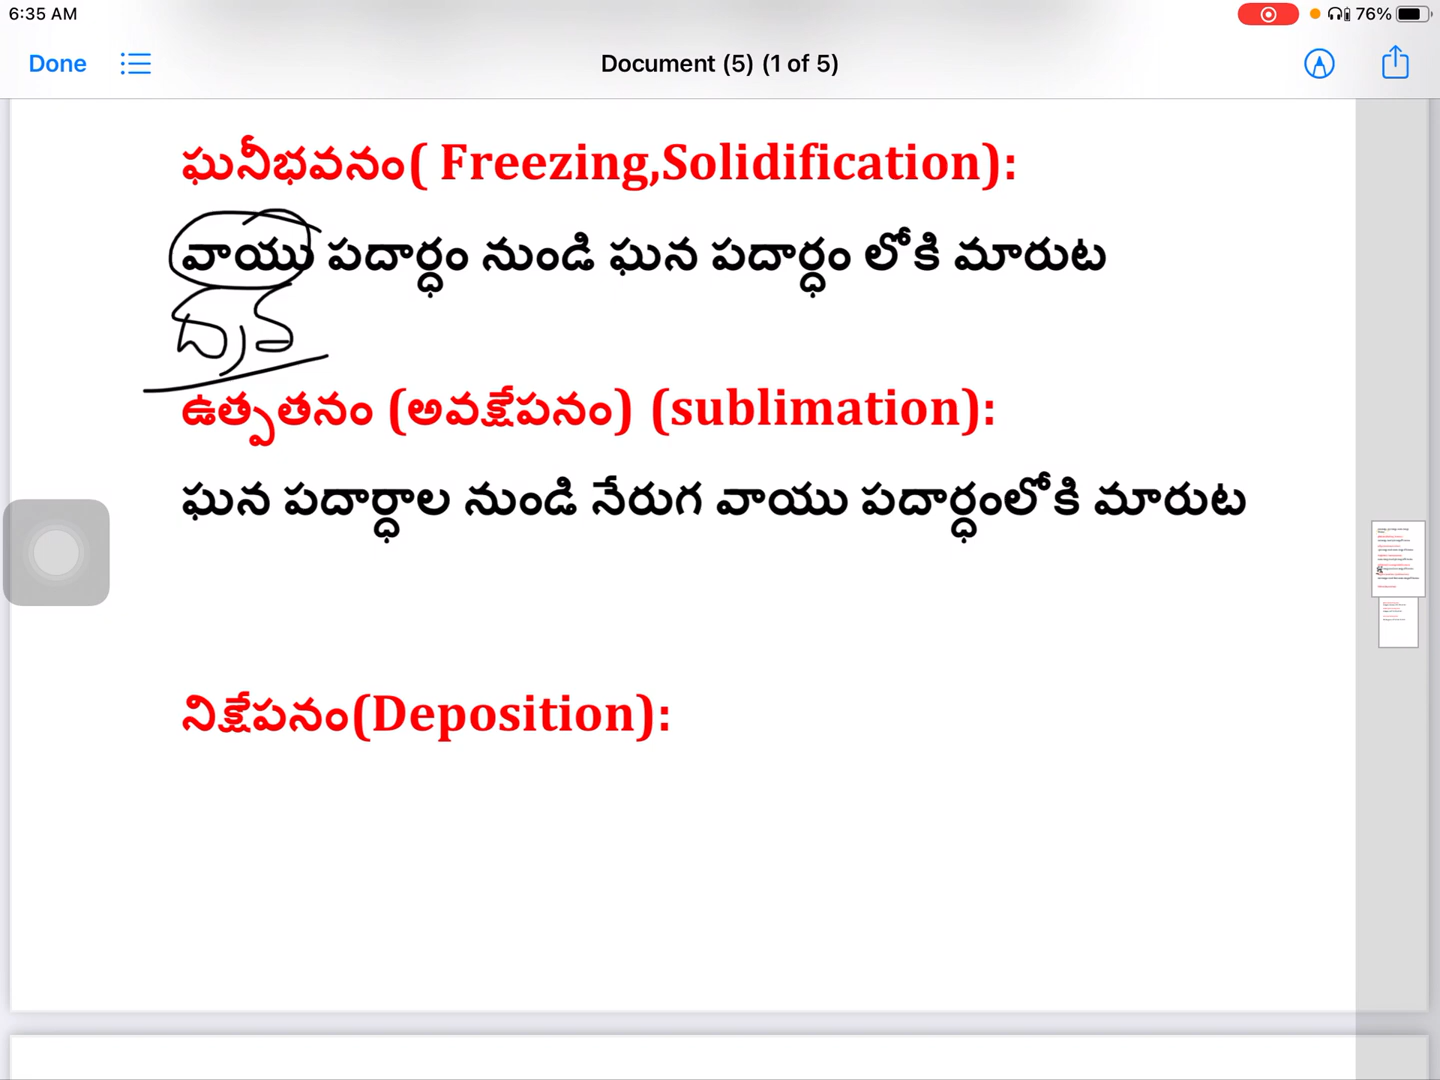 6:35 AM
76%
Done
Document (5) (1 of 5)
ఘనీభవనం( Freezing,Solidification):
వాయు పదార్ధం నుండి ఘన పదార్ధం లోకి మారుట
ద్రవ
ఉత్పతనం (అవక్షేపనం) (sublimation):
ఘన పదార్ధాల నుండి నేరుగ వాయు పదార్ధంలోకి మారుట
నిక్షేపనం(Deposition):